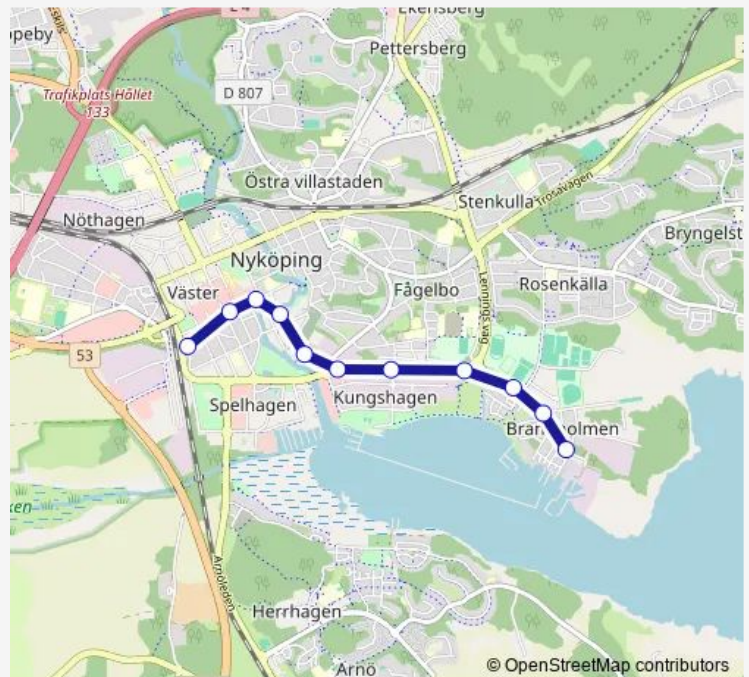 Ekensberg
E 4
Pettersberg
Trafikplats Hållet
133
D 807
Östra villastaden
Stenkulla
Trosavägen
Nöthagen
Bryngelst
Nyköping
Väster
Fågelbo
Rosenkälla
Lennings väg
53
Spelhagen
Kungshagen
Arnöleden
Herrhagen
Arnö
© OpenStreetMap contributors